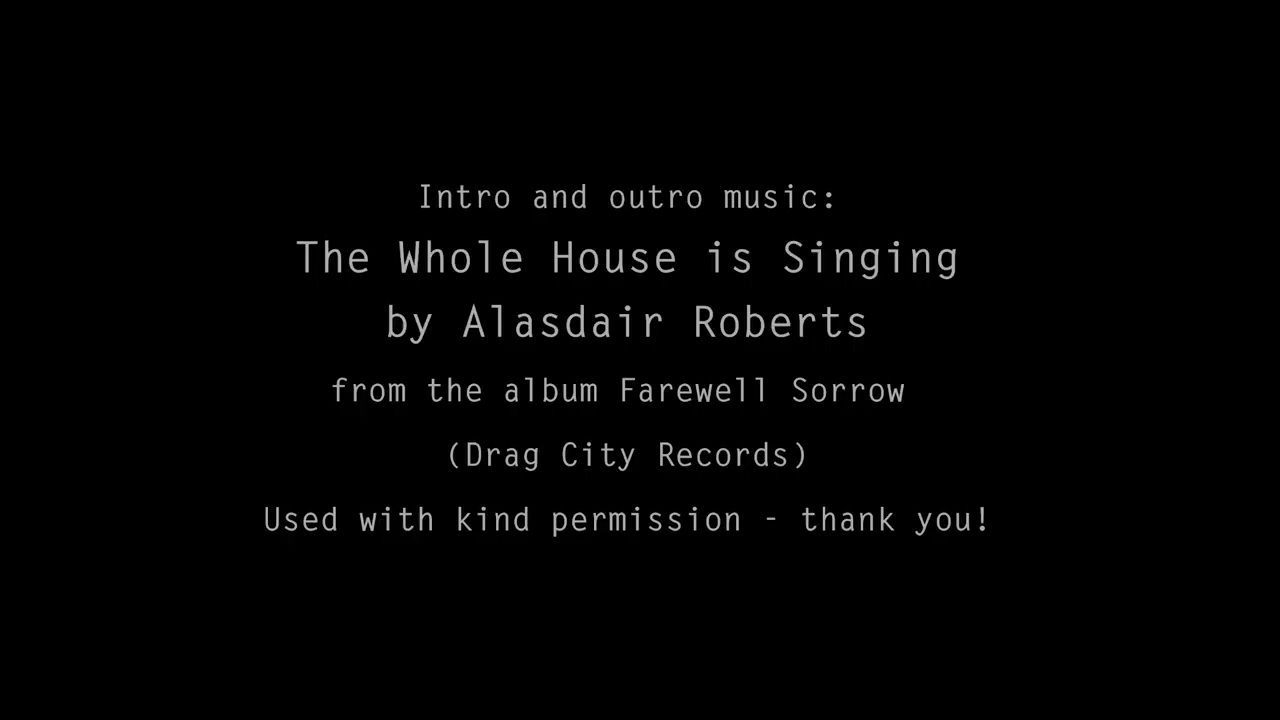 Intro and outro music:
The Whole House is Singing
by Alasdair Roberts
from the album Farewell Sorrow
(Drag City Records)
Used with kind permission - thank you!